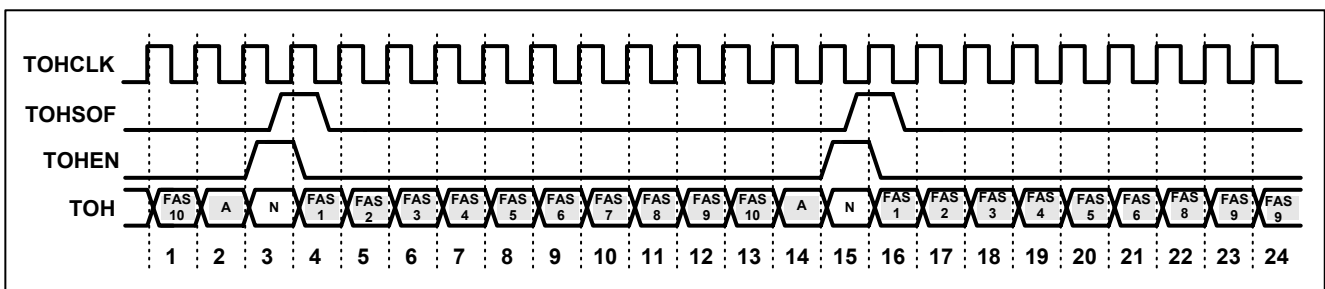 TOHCLK
TOHSOF
TOHEN
TOH FAS 10 A N FAS 1 FAS 2 FAS 3 FAS 4 FAS 5 FAS 6 FAS 7 FAS 8 FAS 9 FAS 10 A N FAS 1 FAS 2 FAS 3 FAS 4 FAS 5 FAS 6 FAS 8 FAS 9 FAS 9
1 2 3 4 5 6 7 8 9 10 11 12 13 14 15 16 17 18 19 20 21 22 23 24